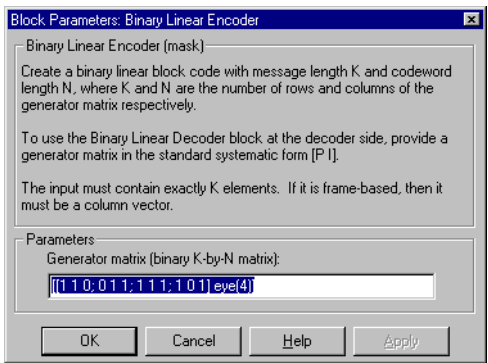 Block Parameters: Binary Linear Encoder
Binary Linear Encoder (mask)
Create a binary linear block code with message length K and codeword
length N, where K and N are the number of rows and columns of the
generator matrix respectively.
To use the Binary Linear Decoder block at the decoder side, provide a
generator matrix in the standard systematic form [P I].
The input must contain exactly K elements. If it is frame-based, then it
must be a column vector.
Parameters
Generator matrix (binary K-by-N matrix):
[[1 1 0; 0 1 1; 1 1 1; 1 0 1] eye(4)]
OK Cancel Help Apply